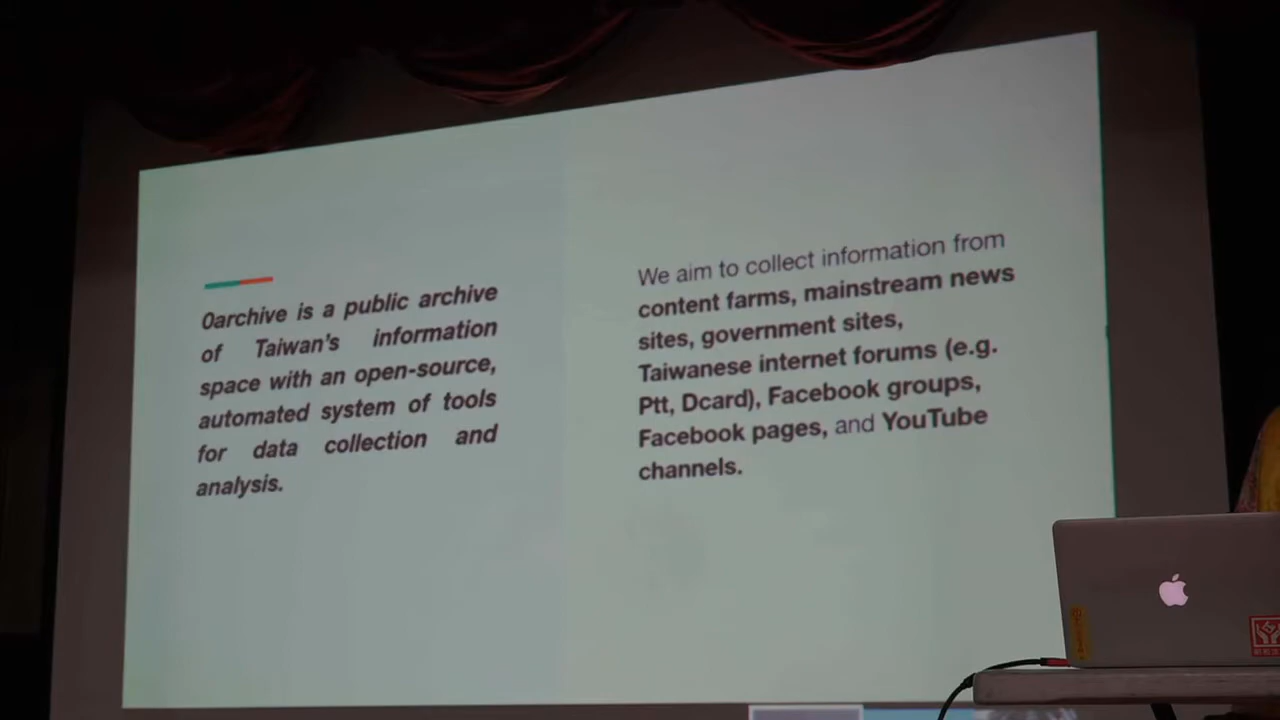 0archive is a public archive
of Taiwan's information
space with an open-source,
automated system of tools
for data collection and
analysis.
We aim to collect information from
content farms, mainstream news
sites, government sites,
Taiwanese internet forums (e.g.
Ptt, Dcard), Facebook groups,
Facebook pages, and YouTube
channels.